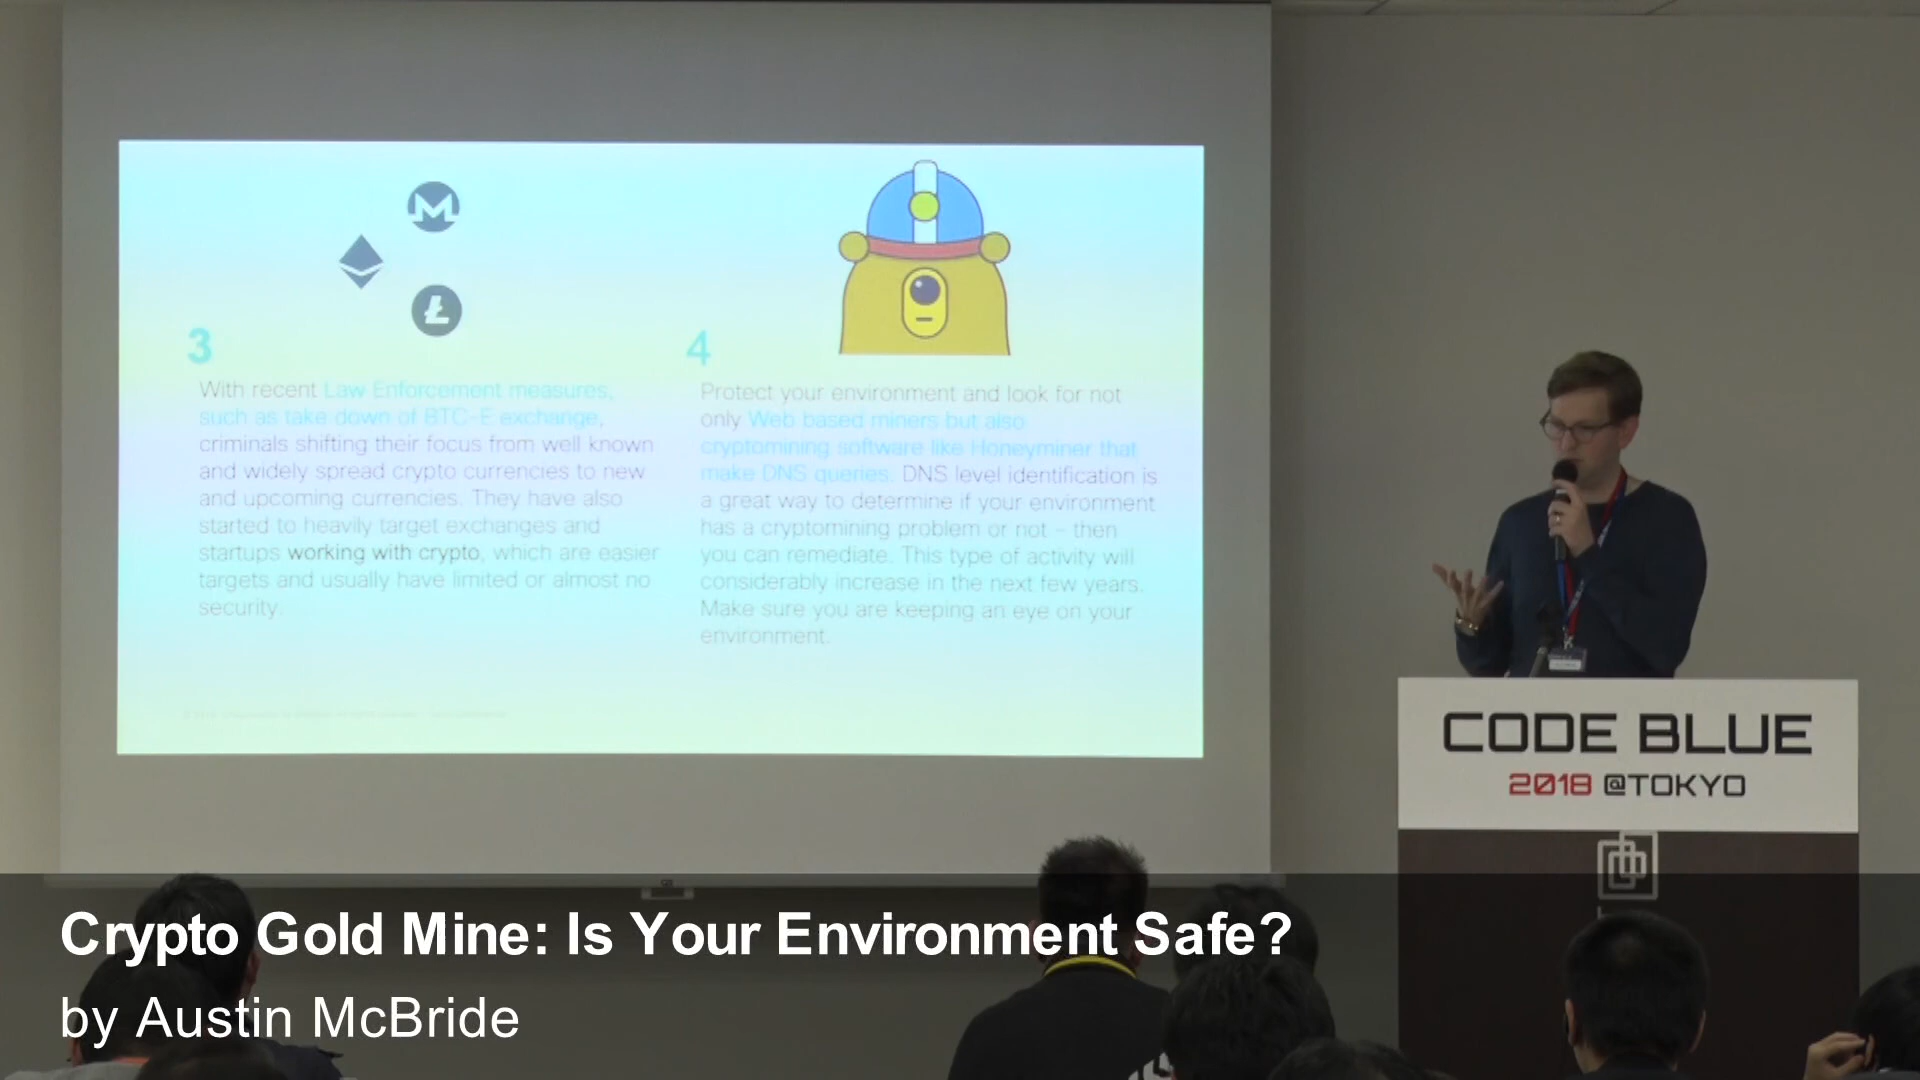 3
With recent Law Enforcement measures,
such as take down of BTC-E exchange,
criminals shifting their focus from well known
and widely spread crypto currencies to new
and upcoming currencies. They have also
started to heavily target exchanges and
startups working with crypto, which are easier
targets and usually have limited or almost no
security.
4
Protect your environment and look for not
only Web based miners but also
cryptomining software like Honeyminer that
make DNS queries. DNS level identification is
a great way to determine if your environment
has a cryptomining problem or not – then
you can remediate. This type of activity will
considerably increase in the next few years.
Make sure you are keeping an eye on your
environment.
CODE BLUE
2018 @TOKYO
Crypto Gold Mine: Is Your Environment Safe?
by Austin McBride